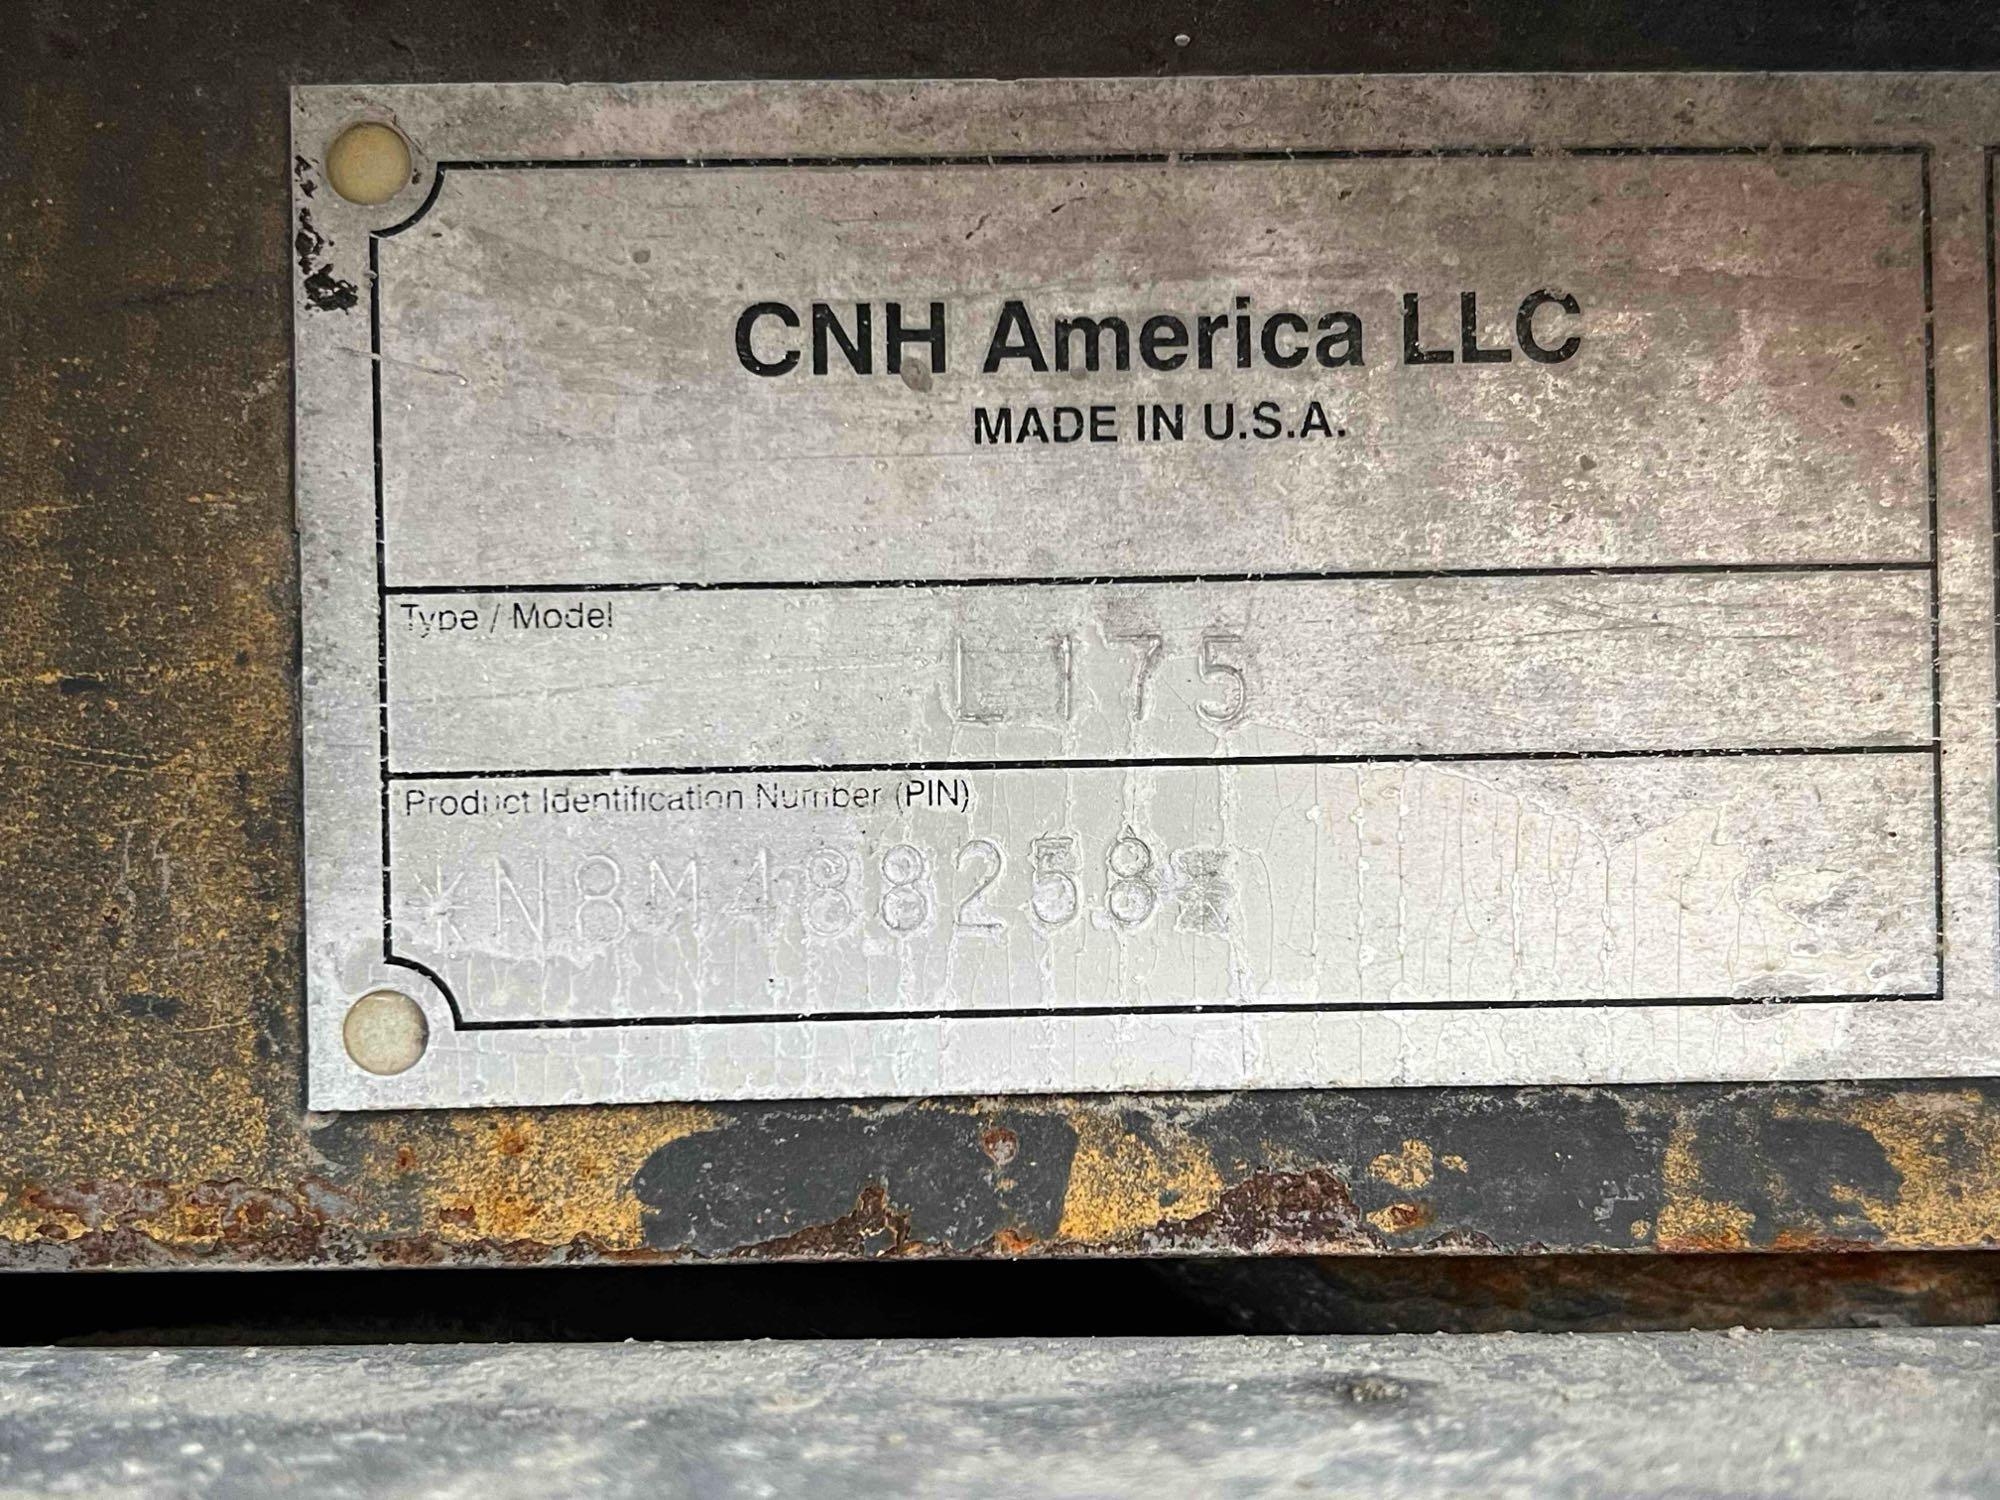 CNH America LLC
MADE IN U.S.A.
Type / Model
L175
Product Identification Number (PIN)
*N8M488258*